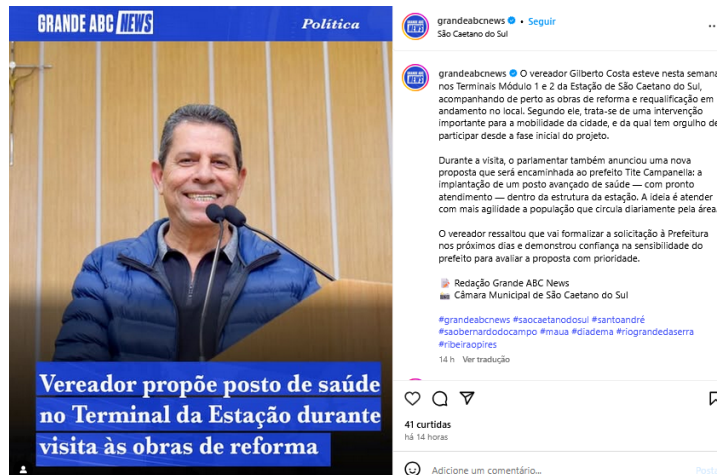 GRANDE ABC NEWS
Política
Vereador propõe posto de saúde
no Terminal da Estação durante
visita às obras de reforma
GRANDE ABC NEWS
grandeabcnews • Seguir
São Caetano do Sul
GRANDE ABC NEWS
grandeabcnews O vereador Gilberto Costa esteve nesta semana
nos Terminais Módulo 1 e 2 da Estação de São Caetano do Sul,
acompanhando de perto as obras de reforma e requalificação em
andamento no local. Segundo ele, trata-se de uma intervenção
importante para a mobilidade da cidade, e da qual tem orgulho de
participar desde a fase inicial do projeto.
Durante a visita, o parlamentar também anunciou uma nova
proposta que será encaminhada ao prefeito Tite Campanella: a
implantação de um posto avançado de saúde — com pronto
atendimento — dentro da estrutura da estação. A ideia é atender
com mais agilidade a população que circula diariamente pela área.
O vereador ressaltou que vai formalizar a solicitação à Prefeitura
nos próximos dias e demonstrou confiança na sensibilidade do
prefeito para avaliar a proposta com prioridade.
Redação Grande ABC News
Câmara Municipal de São Caetano do Sul
#grandeabcnews #saocaetanodosul #santoandré
#saobernardodocampo #maua #diadema #riograndedaserra
#ribeiraopires
14 h Ver tradução
41 curtidas
há 14 horas
Adicione um comentário...
Posta